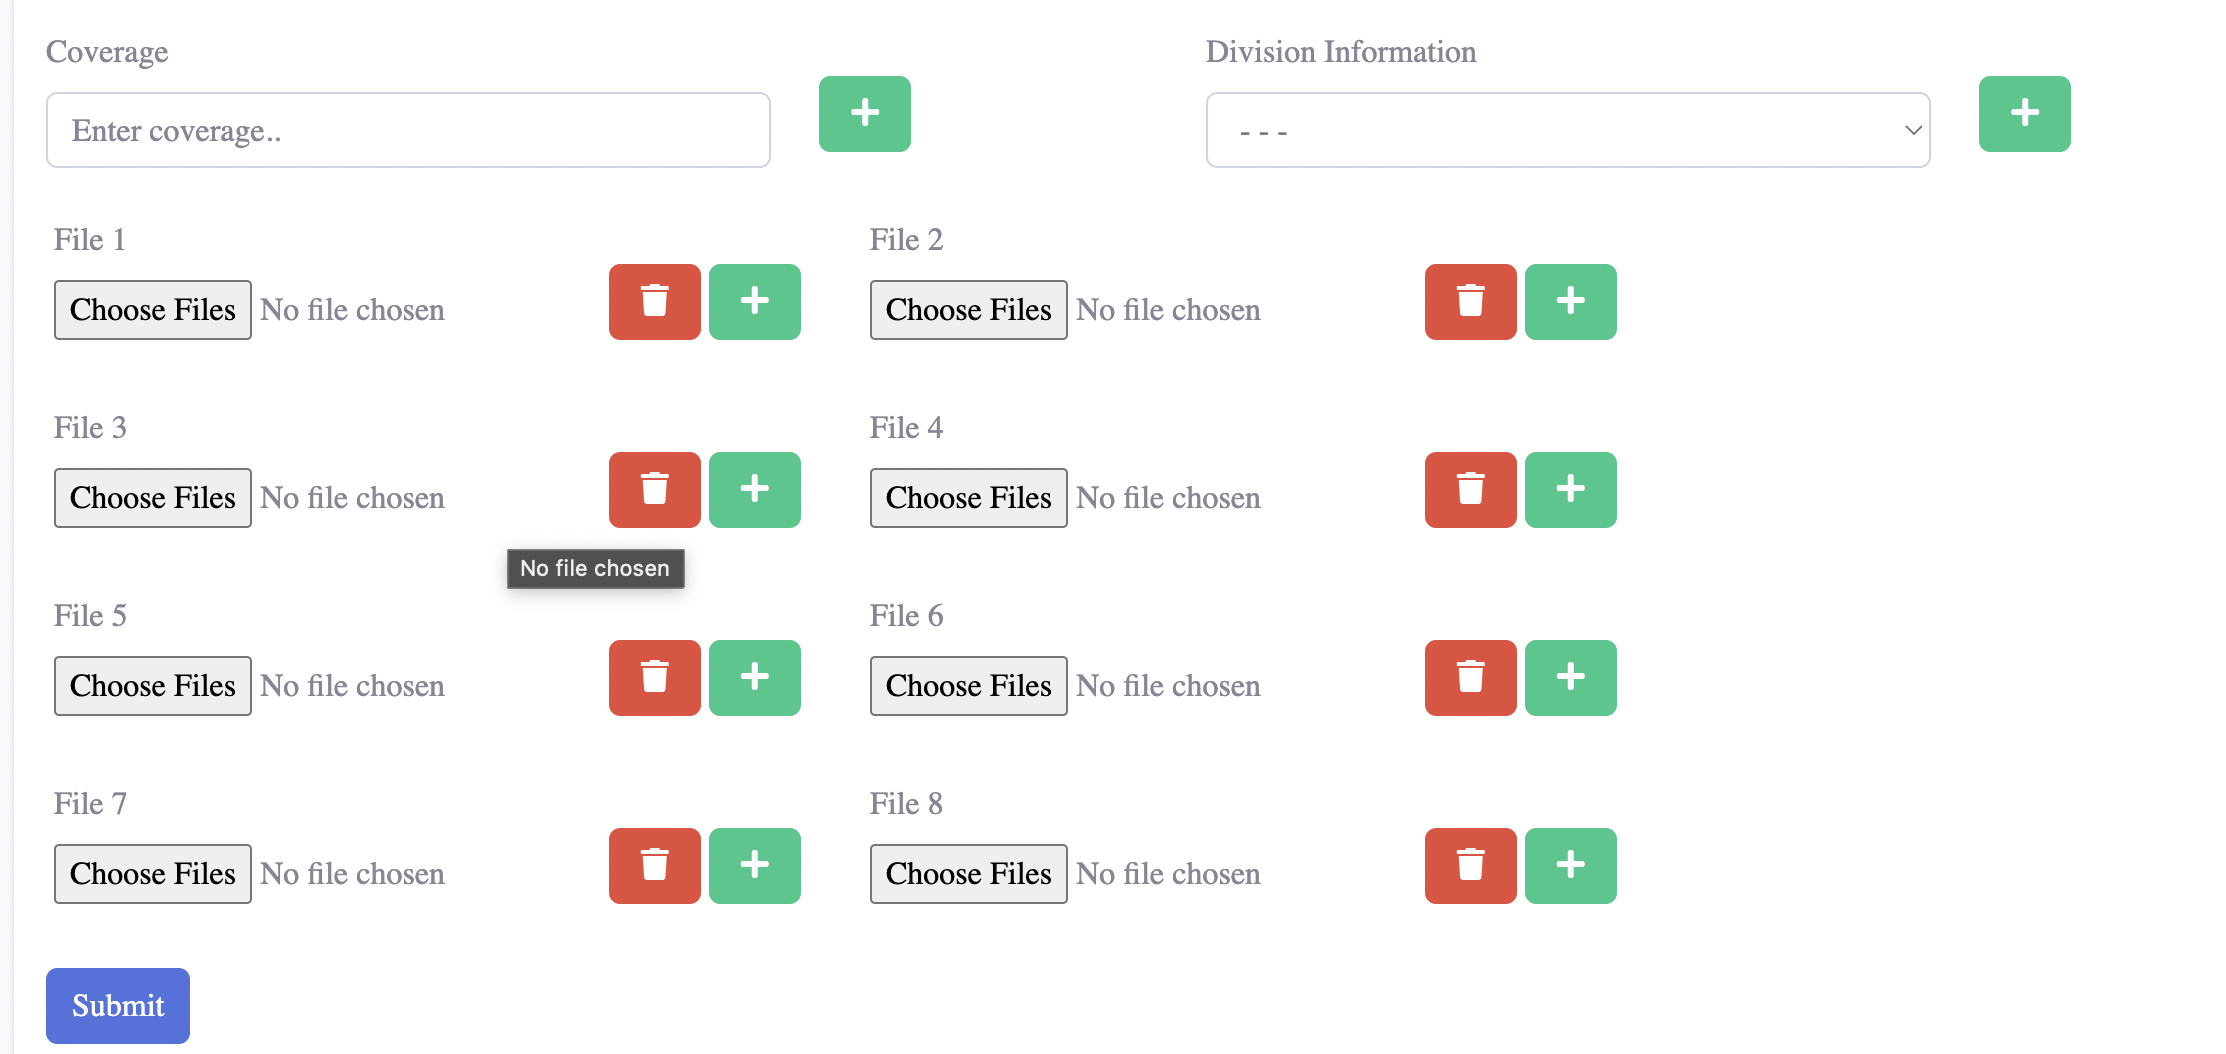 Coverage
Division Information
Enter coverage..
- - -
File 1
File 2
Choose Files No file chosen
Choose Files No file chosen
File 3
File 4
Choose Files No file chosen
Choose Files No file chosen
No file chosen
File 5
File 6
Choose Files No file chosen
Choose Files No file chosen
File 7
File 8
Choose Files No file chosen
Choose Files No file chosen
Submit